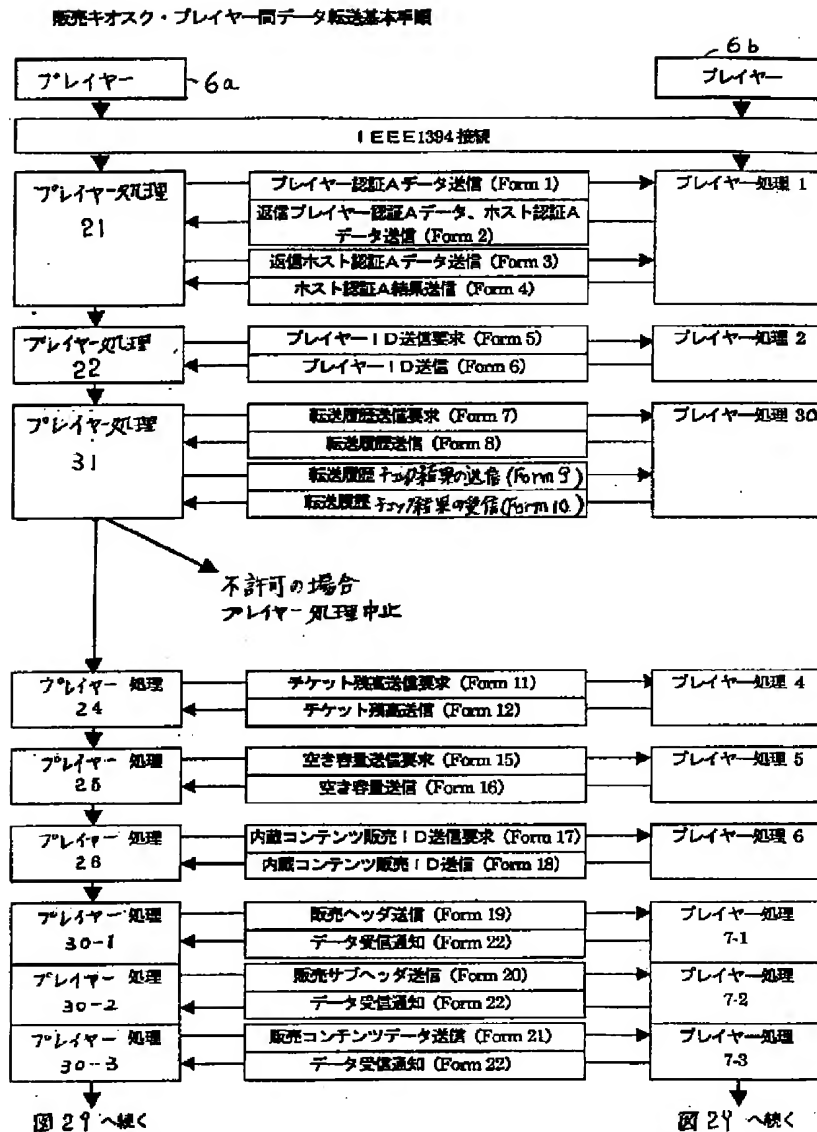 販売キオスク・プレイヤー間データ転送基本手順
プレイヤー
6a
6b
プレイヤー
IEEE1394接続
プレイヤー処理
21
プレイヤー認証Aデータ送信 (Form 1)
返信プレイヤー認証Aデータ、ホスト認証A
データ送信 (Form 2)
返信ホスト認証Aデータ送信 (Form 3)
ホスト認証A結果送信 (Form 4)
プレイヤー処理 1
プレイヤー処理
22
プレイヤーID送信要求 (Form 5)
プレイヤーID送信 (Form 6)
プレイヤー処理 2
プレイヤー処理
31
転送履歴送信要求 (Form 7)
転送履歴送信 (Form 8)
転送履歴チェック結果の送信 (Form 9)
転送履歴チェック結果の受信 (Form 10)
プレイヤー処理 30
不許可の場合
プレイヤー処理中止
プレイヤー 処理
24
チケット残高送信要求 (Form 11)
チケット残高送信 (Form 12)
プレイヤー処理 4
プレイヤー 処理
25
空き容量送信要求 (Form 15)
空き容量送信 (Form 16)
プレイヤー処理 5
プレイヤー 処理
26
内蔵コンテンツ販売ID送信要求 (Form 17)
内蔵コンテンツ販売ID送信 (Form 18)
プレイヤー処理 6
プレイヤー 処理
30-1
販売ヘッダ送信 (Form 19)
データ受信通知 (Form 22)
プレイヤー処理
7-1
プレイヤー 処理
30-2
販売サブヘッダ送信 (Form 20)
データ受信通知 (Form 22)
プレイヤー処理
7-2
プレイヤー 処理
30-3
販売コンテンツデータ送信 (Form 21)
データ受信通知 (Form 22)
プレイヤー処理
7-3
図29へ続く
図29へ続く